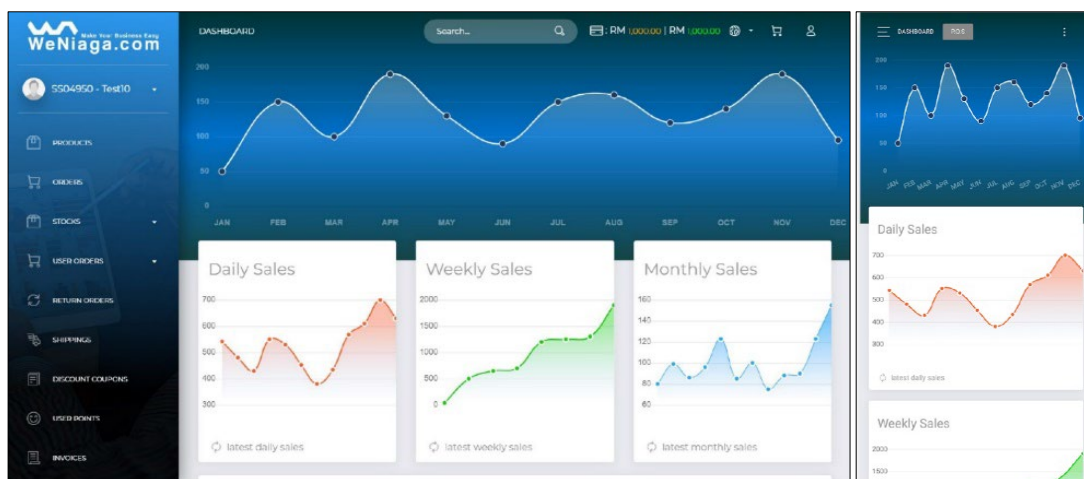 Make Your Business Easy
WeNiaga.com
SS04950 - Test10
PRODUCTS
ORDERS
STOCKS
USER ORDERS
RETURN ORDERS
SHIPPINGS
DISCOUNT COUPONS
USER POINTS
INVOICES
DASHBOARD
Search...
: RM 1,000.00 | RM 1,000.00
200
150
100
50
0
JAN FEB MAR APR MAY JUN JUL AUG SEP OCT NOV DEC
Daily Sales
700
600
500
400
300
latest daily sales
Weekly Sales
2000
1500
1000
500
0
latest weekly sales
Monthly Sales
160
140
120
100
80
60
latest monthly sales
DASHBOARD
POS
200
150
100
50
0
JAN FEB MAR APR MAY JUN JUL AUG SEP OCT NOV DEC
Daily Sales
700
600
500
400
300
latest daily sales
Weekly Sales
2000
1500